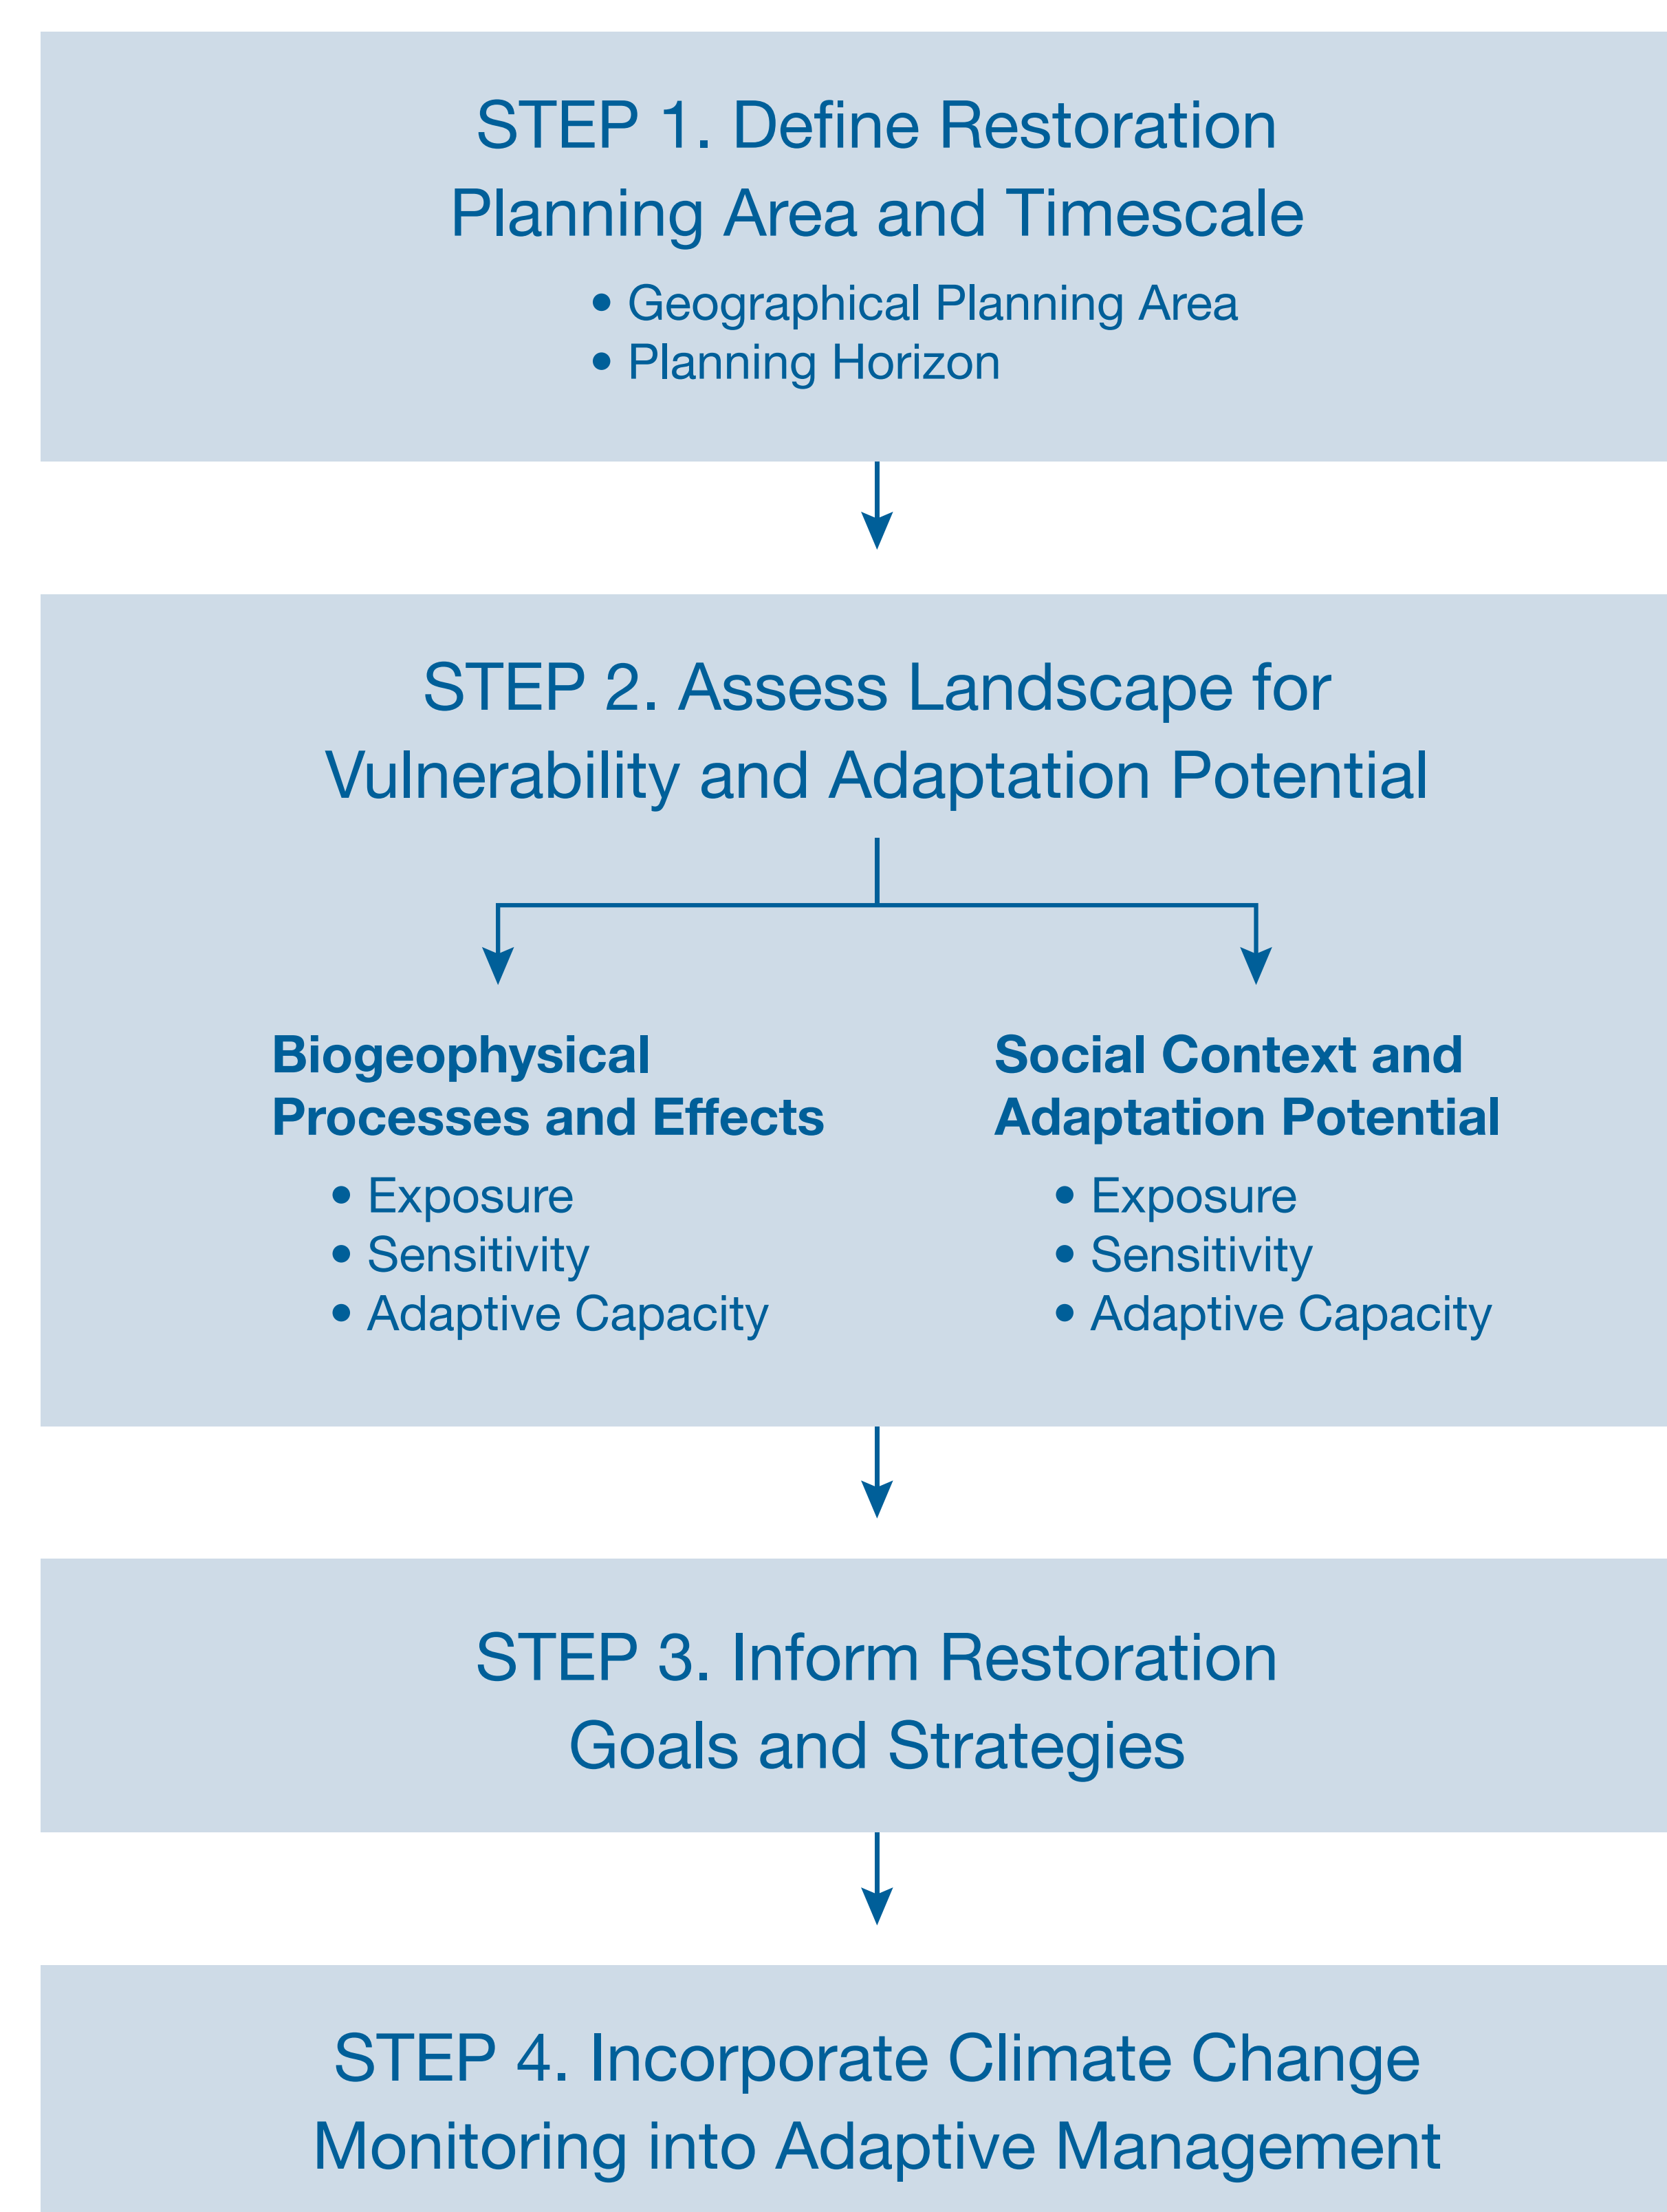 STEP 1. Define Restoration
Planning Area and Timescale
• Geographical Planning Area
• Planning Horizon
STEP 2. Assess Landscape for
Vulnerability and Adaptation Potential
Biogeophysical
Processes and Effects
• Exposure
• Sensitivity
• Adaptive Capacity
Social Context and
Adaptation Potential
• Exposure
• Sensitivity
• Adaptive Capacity
STEP 3. Inform Restoration
Goals and Strategies
STEP 4. Incorporate Climate Change
Monitoring into Adaptive Management